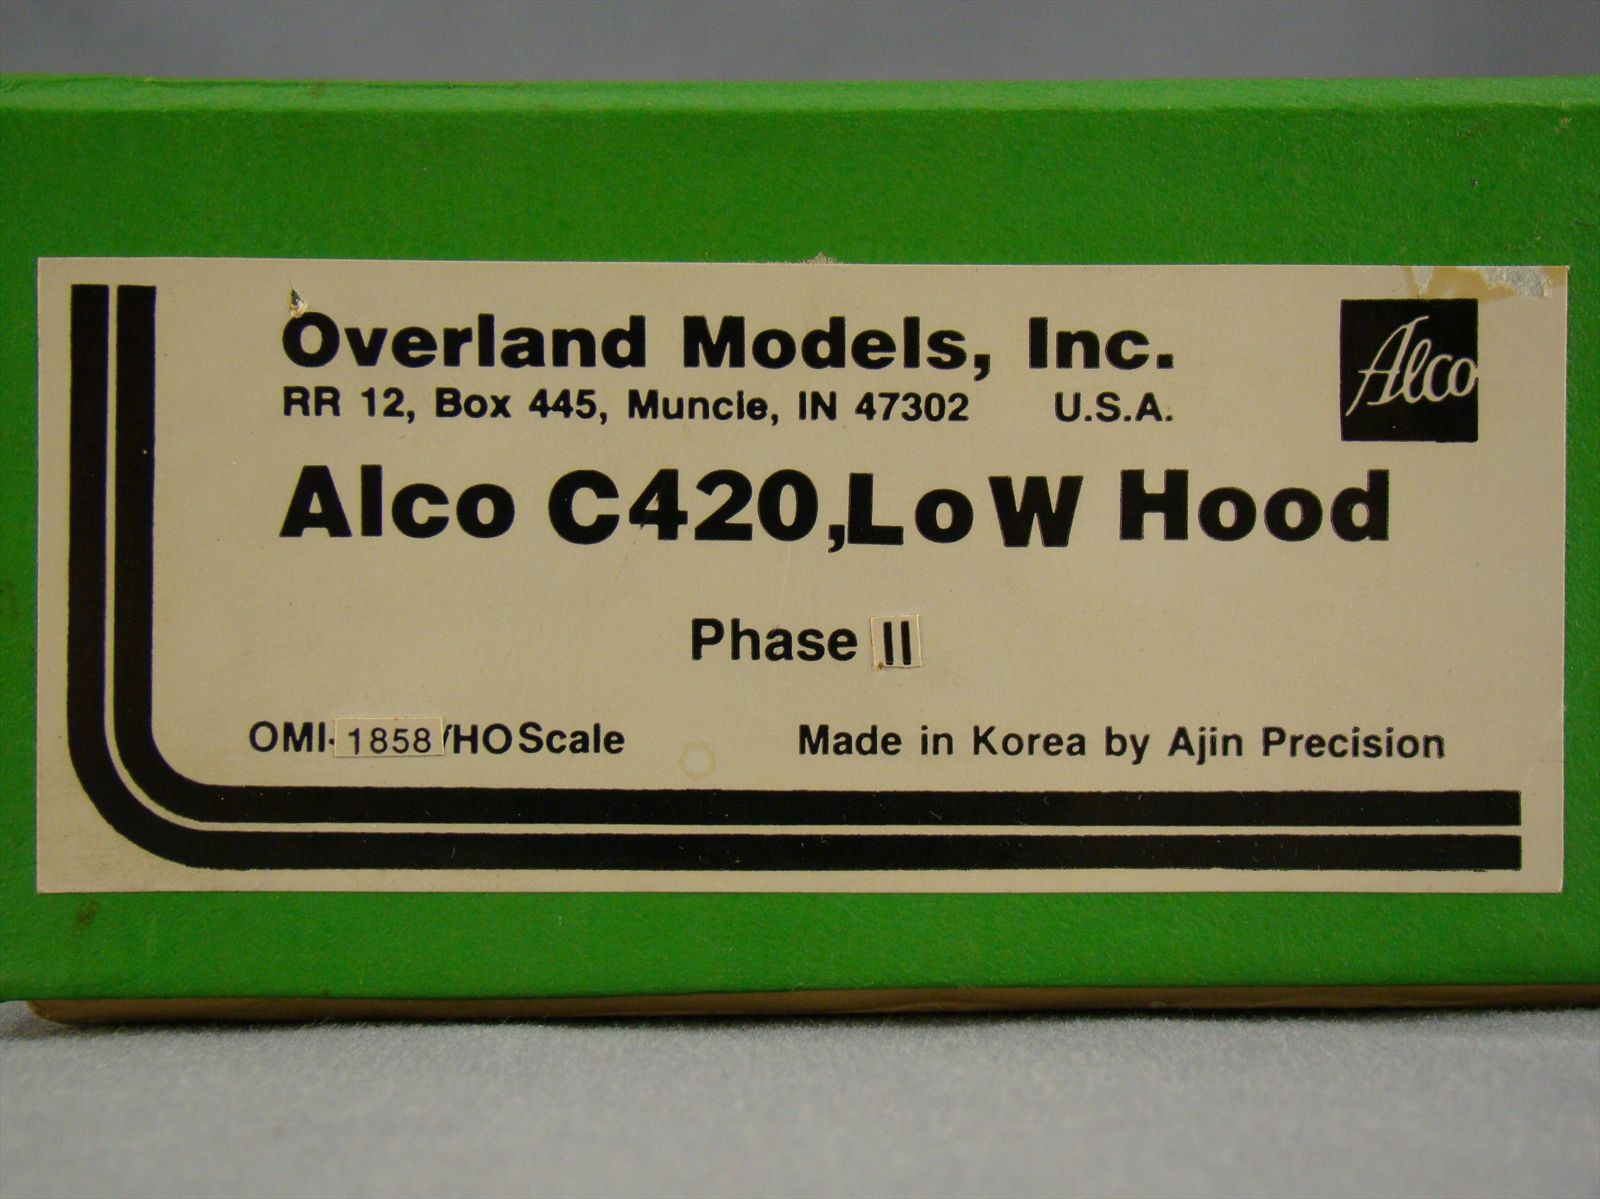 Overland Models, Inc.
RR 12, Box 445, Muncie, IN 47302 U.S.A.
Alco
Alco C420, LoW Hood
Phase II
OMI-1858/HO Scale Made in Korea by Ajin Precision